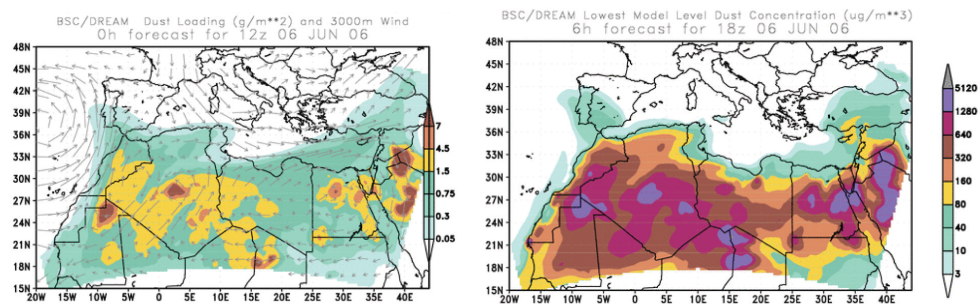 BSC/DREAM Dust Loading (g/m**2) and 3000m Wind
0h forecast for 12z 06 JUN 06
48N
45N
42N
39N
36N
33N
30N
27N
24N
21N
18N
15N
20W 15W 10W 5W 0 5E 10E 15E 20E 25E 30E 35E 40E
7
4.5
1.5
0.75
0.3
0.05
BSC/DREAM Lowest Model Level Dust Concentration (ug/m**3)
6h forecast for 18z 06 JUN 06
48N
45N
42N
39N
36N
33N
30N
27N
24N
21N
18N
15N
20W 15W 10W 5W 0 5E 10E 15E 20E 25E 30E 35E 40E
5120
1280
640
320
160
80
40
10
3